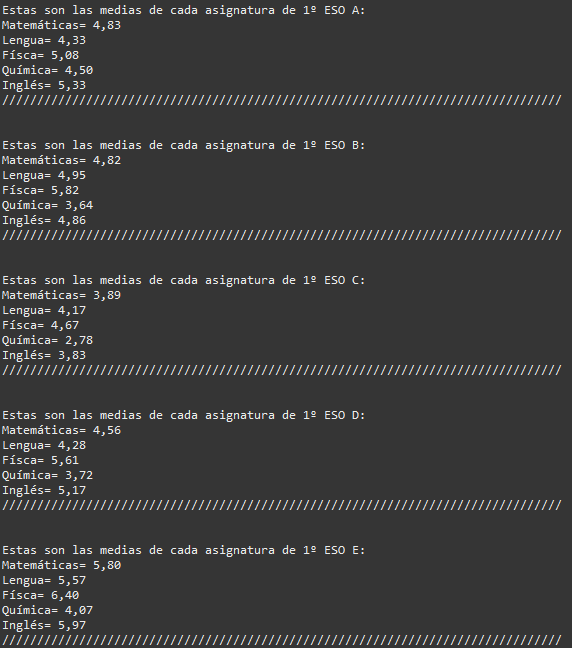 Estas son las medias de cada asignatura de 1º ESO A:
Matemáticas= 4,83
Lengua= 4,33
Físca= 5,08
Química= 4,50
Inglés= 5,33
////////////////////////////////////////////////////////////////////////////////
Estas son las medias de cada asignatura de 1º ESO B:
Matemáticas= 4,82
Lengua= 4,95
Físca= 5,82
Química= 3,64
Inglés= 4,86
////////////////////////////////////////////////////////////////////////////////
Estas son las medias de cada asignatura de 1º ESO C:
Matemáticas= 3,89
Lengua= 4,17
Físca= 4,67
Química= 2,78
Inglés= 3,83
////////////////////////////////////////////////////////////////////////////////
Estas son las medias de cada asignatura de 1º ESO D:
Matemáticas= 4,56
Lengua= 4,28
Físca= 5,61
Química= 3,72
Inglés= 5,17
////////////////////////////////////////////////////////////////////////////////
Estas son las medias de cada asignatura de 1º ESO E:
Matemáticas= 5,80
Lengua= 5,57
Físca= 6,40
Química= 4,07
Inglés= 5,97
////////////////////////////////////////////////////////////////////////////////